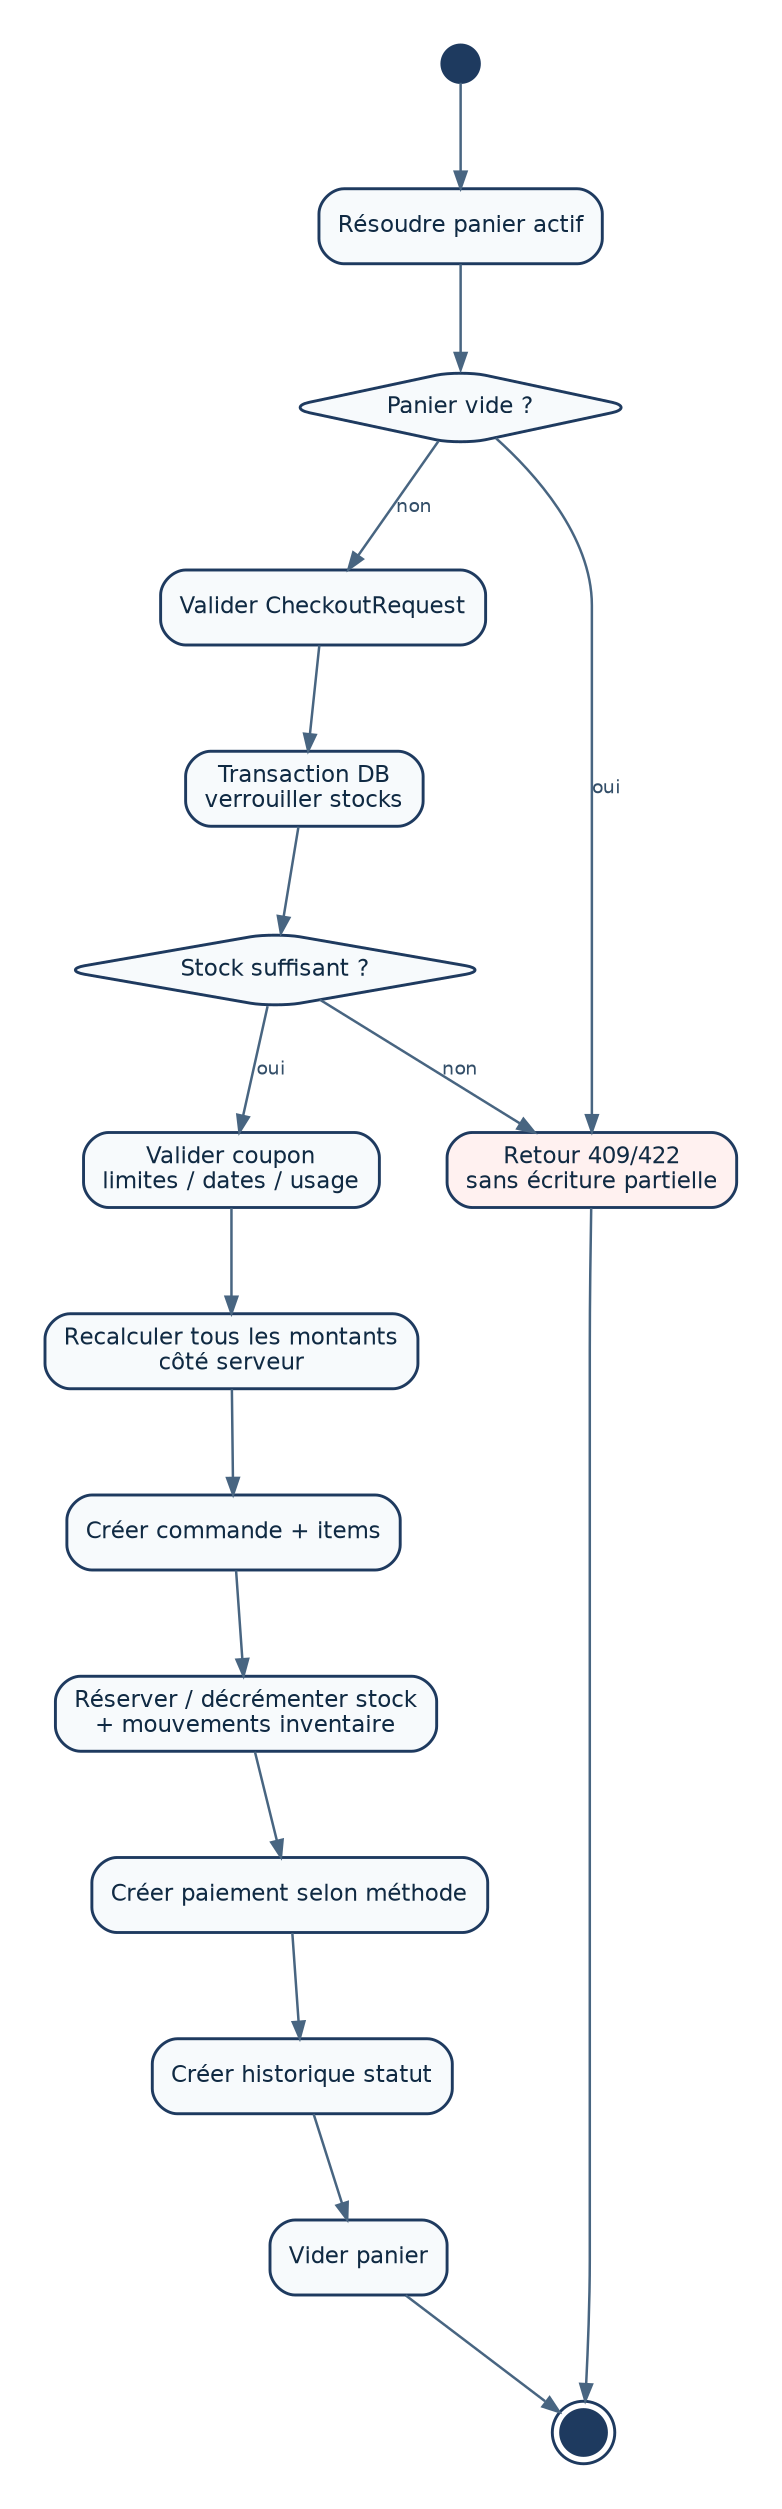 Résoudre panier actif
Panier vide ?
non
Valider CheckoutRequest
Transaction DB
verrouiller stocks
oui
Stock suffisant ?
oui
non
Valider coupon
limites / dates / usage
Retour 409/422
sans écriture partielle
Recalculer tous les montants
côté serveur
Créer commande + items
Réserver / décrémenter stock
+ mouvements inventaire
Créer paiement selon méthode
Créer historique statut
Vider panier